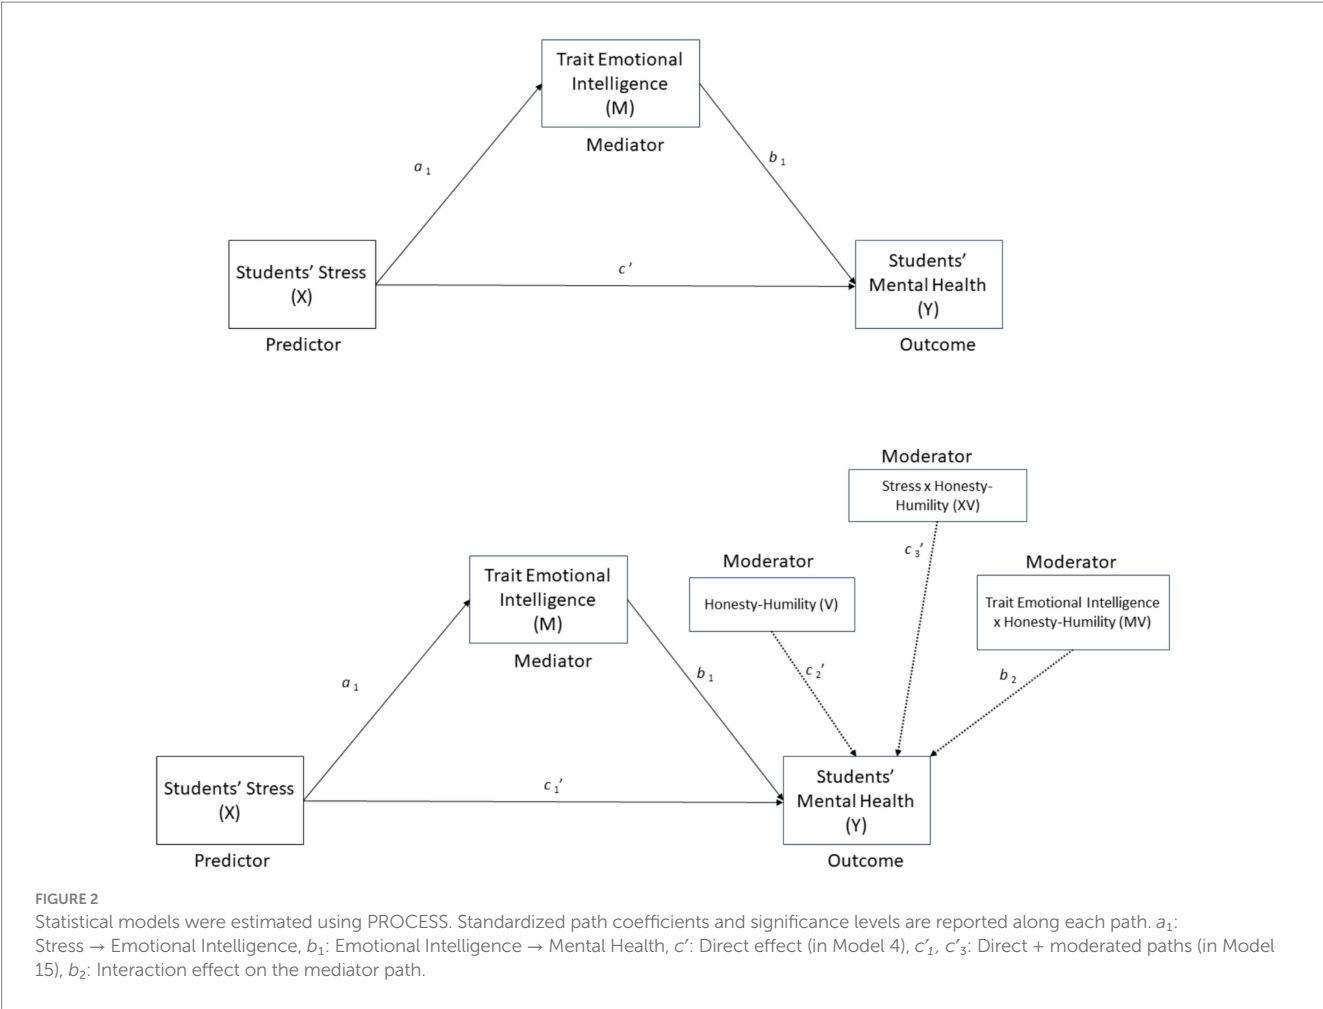 Trait Emotional
Intelligence
(M)
Mediator
a₁
b₁
Students’ Stress
(X)
Predictor
c′
Students’
Mental Health
(Y)
Outcome
Moderator
Stress x Honesty-
Humility (XV)
c₃′
Moderator
Honesty-Humility (V)
c₂′
Moderator
Trait Emotional Intelligence
x Honesty-Humility (MV)
b₂
Trait Emotional
Intelligence
(M)
Mediator
a₁
b₁
Students’ Stress
(X)
Predictor
c₁′
Students’
Mental Health
(Y)
Outcome
FIGURE 2
Statistical models were estimated using PROCESS. Standardized path coefficients and significance levels are reported along each path. a₁:
Stress → Emotional Intelligence, b₁: Emotional Intelligence → Mental Health, c′: Direct effect (in Model 4), c′₁, c′₃: Direct + moderated paths (in Model
15), b₂: Interaction effect on the mediator path.